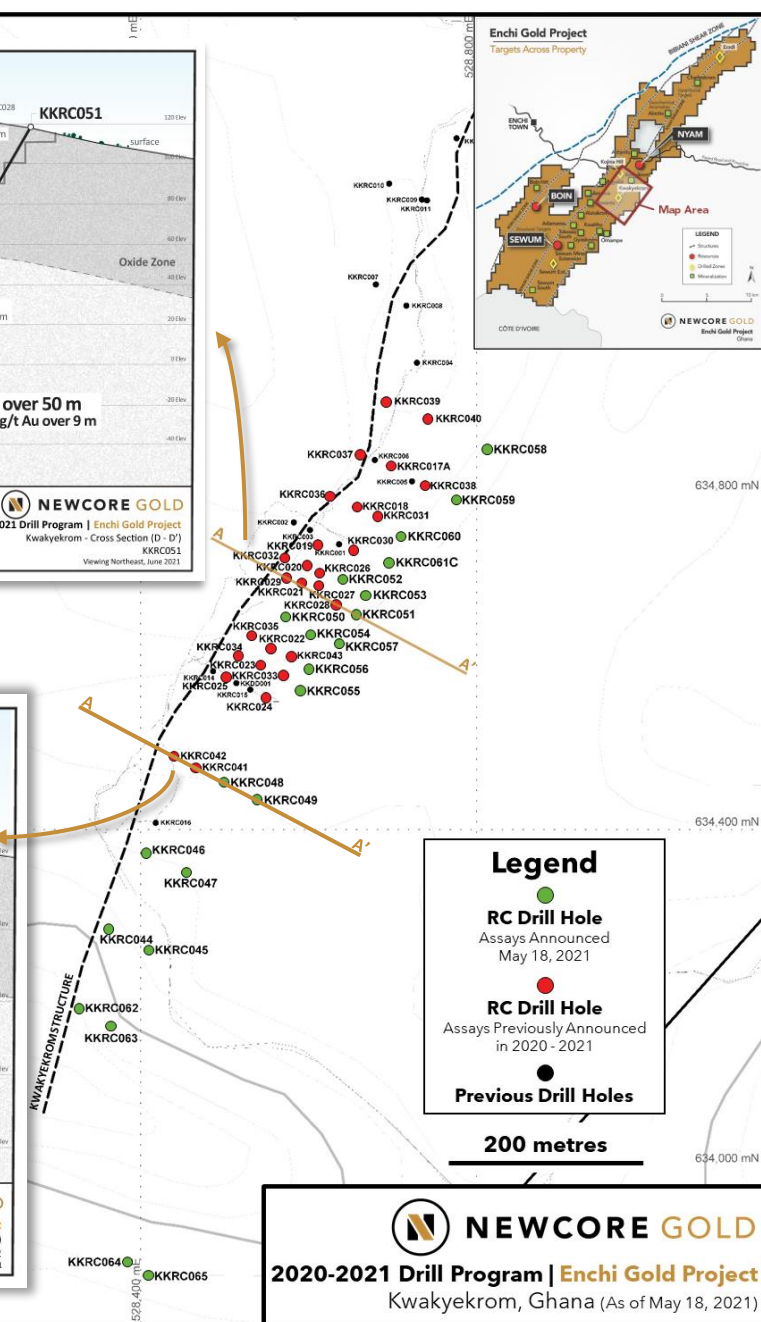 mE
528,800 mE
Enchi Gold Project
Targets Across Property
BIBIANI SHEAR ZONE
ENCHI
TOWN
NYAM
BOIN
SEWUM
Map Area
LEGEND
Structures
Resources
Drilled Zones
Mineralization
CÔTE D'IVOIRE
NEWCORE GOLD
Enchi Gold Project
Ghana
KKRC051
surface
120 Elev
100 Elev
80 Elev
60 Elev
Oxide Zone
40 Elev
20 Elev
0 Elev
-20 Elev
-40 Elev
over 50 m
g/t Au over 9 m
NEWCORE GOLD
2021 Drill Program | Enchi Gold Project
Kwakyekrom - Cross Section (D - D')
KKRC051
Viewing Northeast, June 2021
KKRC010
KKRC009
KKRC011
KKRC007
KKRC008
KKRC004
KKRC039
KKRC040
KKRC058
KKRC037
KKRC006
KKRC017A
KKRC005
KKRC038
634,800 mN
KKRC036
KKRC059
KKRC018
KKRC031
KKRC002
KKRC003
A
KKRC019
KKRC001
KKRC030
KKRC060
KKRC032
KKRC020
KKRC026
KKRC061C
KKRC029
KKRC052
KKRC021
KKRC027
KKRC053
KKRC028
KKRC050
KKRC051
KKRC035
KKRC022
KKRC054
KKRC057
KKRC034
KKRC043
KKRC023
KKRC056
KKRC014
KKRC025
KKRC033
KKDD001
KKRC015
KKRC055
KKRC024
A'
A
KKRC042
KKRC041
KKRC048
KKRC049
A'
KKRC016
634,400 mN
KKRC046
KKRC047
KKRC044
KKRC045
KWAKYEKROM STRUCTURE
KKRC062
KKRC063
Legend
RC Drill Hole
Assays Announced
May 18, 2021
RC Drill Hole
Assays Previously Announced
in 2020 - 2021
Previous Drill Holes
200 metres
634,000 mN
KKRC064
KKRC065
528,400 mE
NEWCORE GOLD
2020-2021 Drill Program | Enchi Gold Project
Kwakyekrom, Ghana (As of May 18, 2021)